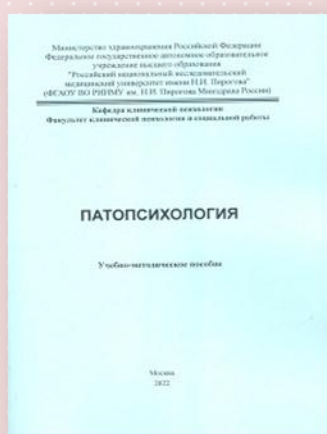 Министерство здравоохранения Российской Федерации
Федеральное государственное автономное образовательное
учреждение высшего образования
"Российский национальный исследовательский
медицинский университет имени Н.И. Пирогова"
(ФГАОУ ВО РНИМУ им. Н.И. Пирогова Минздрава России)
Кафедра клинической психологии
Факультет клинической психологии и социальной работы
ПАТОПСИХОЛОГИЯ
Учебно-методическое пособие
Москва
2022